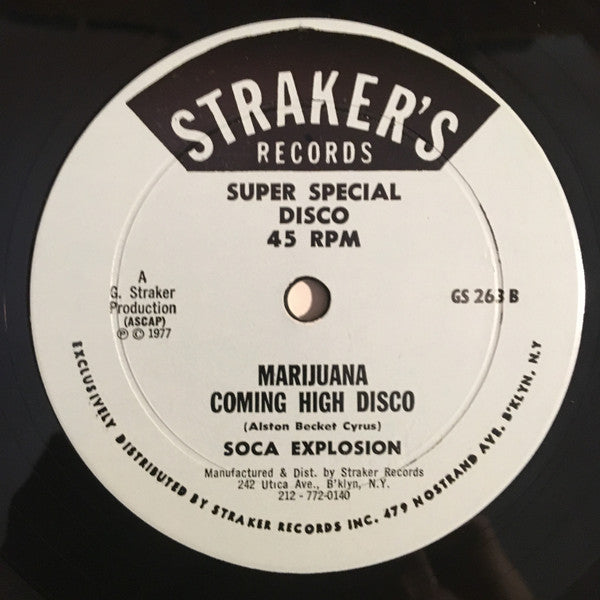 STRAKER'S
RECORDS
SUPER SPECIAL
DISCO
45 RPM
A
G. Straker
Production
(ASCAP)
Ⓟ © 1977
GS 263 B
MARIJUANA
COMING HIGH DISCO
(Alston Becket Cyrus)
SOCA EXPLOSION
Manufactured & Dist. by Straker Records
242 Utica Ave., B'klyn, N.Y.
212 - 772-0140
EXCLUSIVELY DISTRIBUTED BY STRAKER RECORDS INC. 479 NOSTRAND AVE. B'KLYN, N.Y